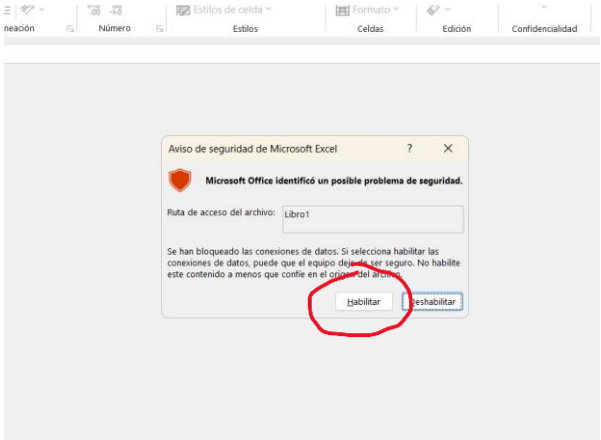 Estilos de celda
Formato
neación
Número
Estilos
Celdas
Edición
Confidencialidad
Aviso de seguridad de Microsoft Excel
Microsoft Office identificó un posible problema de seguridad.
Ruta de acceso del archivo: Libro1
Se han bloqueado las conexiones de datos. Si selecciona habilitar las
conexiones de datos, puede que el equipo deje de ser seguro. No habilite
este contenido a menos que confíe en el origen del archivo.
Habilitar
Deshabilitar